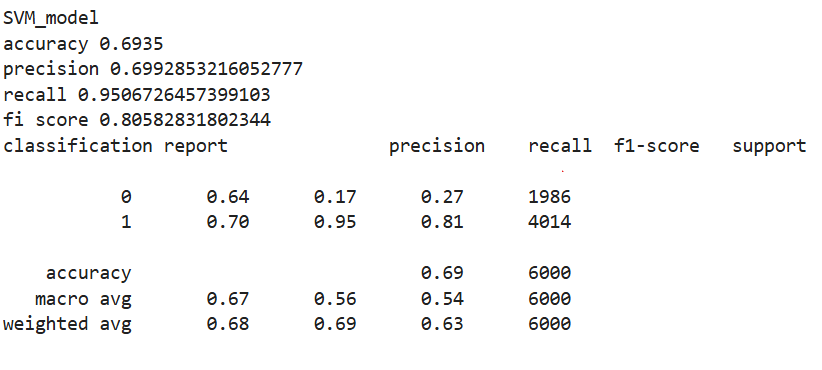 SVM_model
accuracy 0.6935
precision 0.6992853216052777
recall 0.9506726457399103
fi score 0.80582831802344
classification report               precision    recall  f1-score   support
0       0.64      0.17      0.27      1986
1       0.70      0.95      0.81      4014
accuracy                           0.69      6000
macro avg       0.67      0.56      0.54      6000
weighted avg       0.68      0.69      0.63      6000